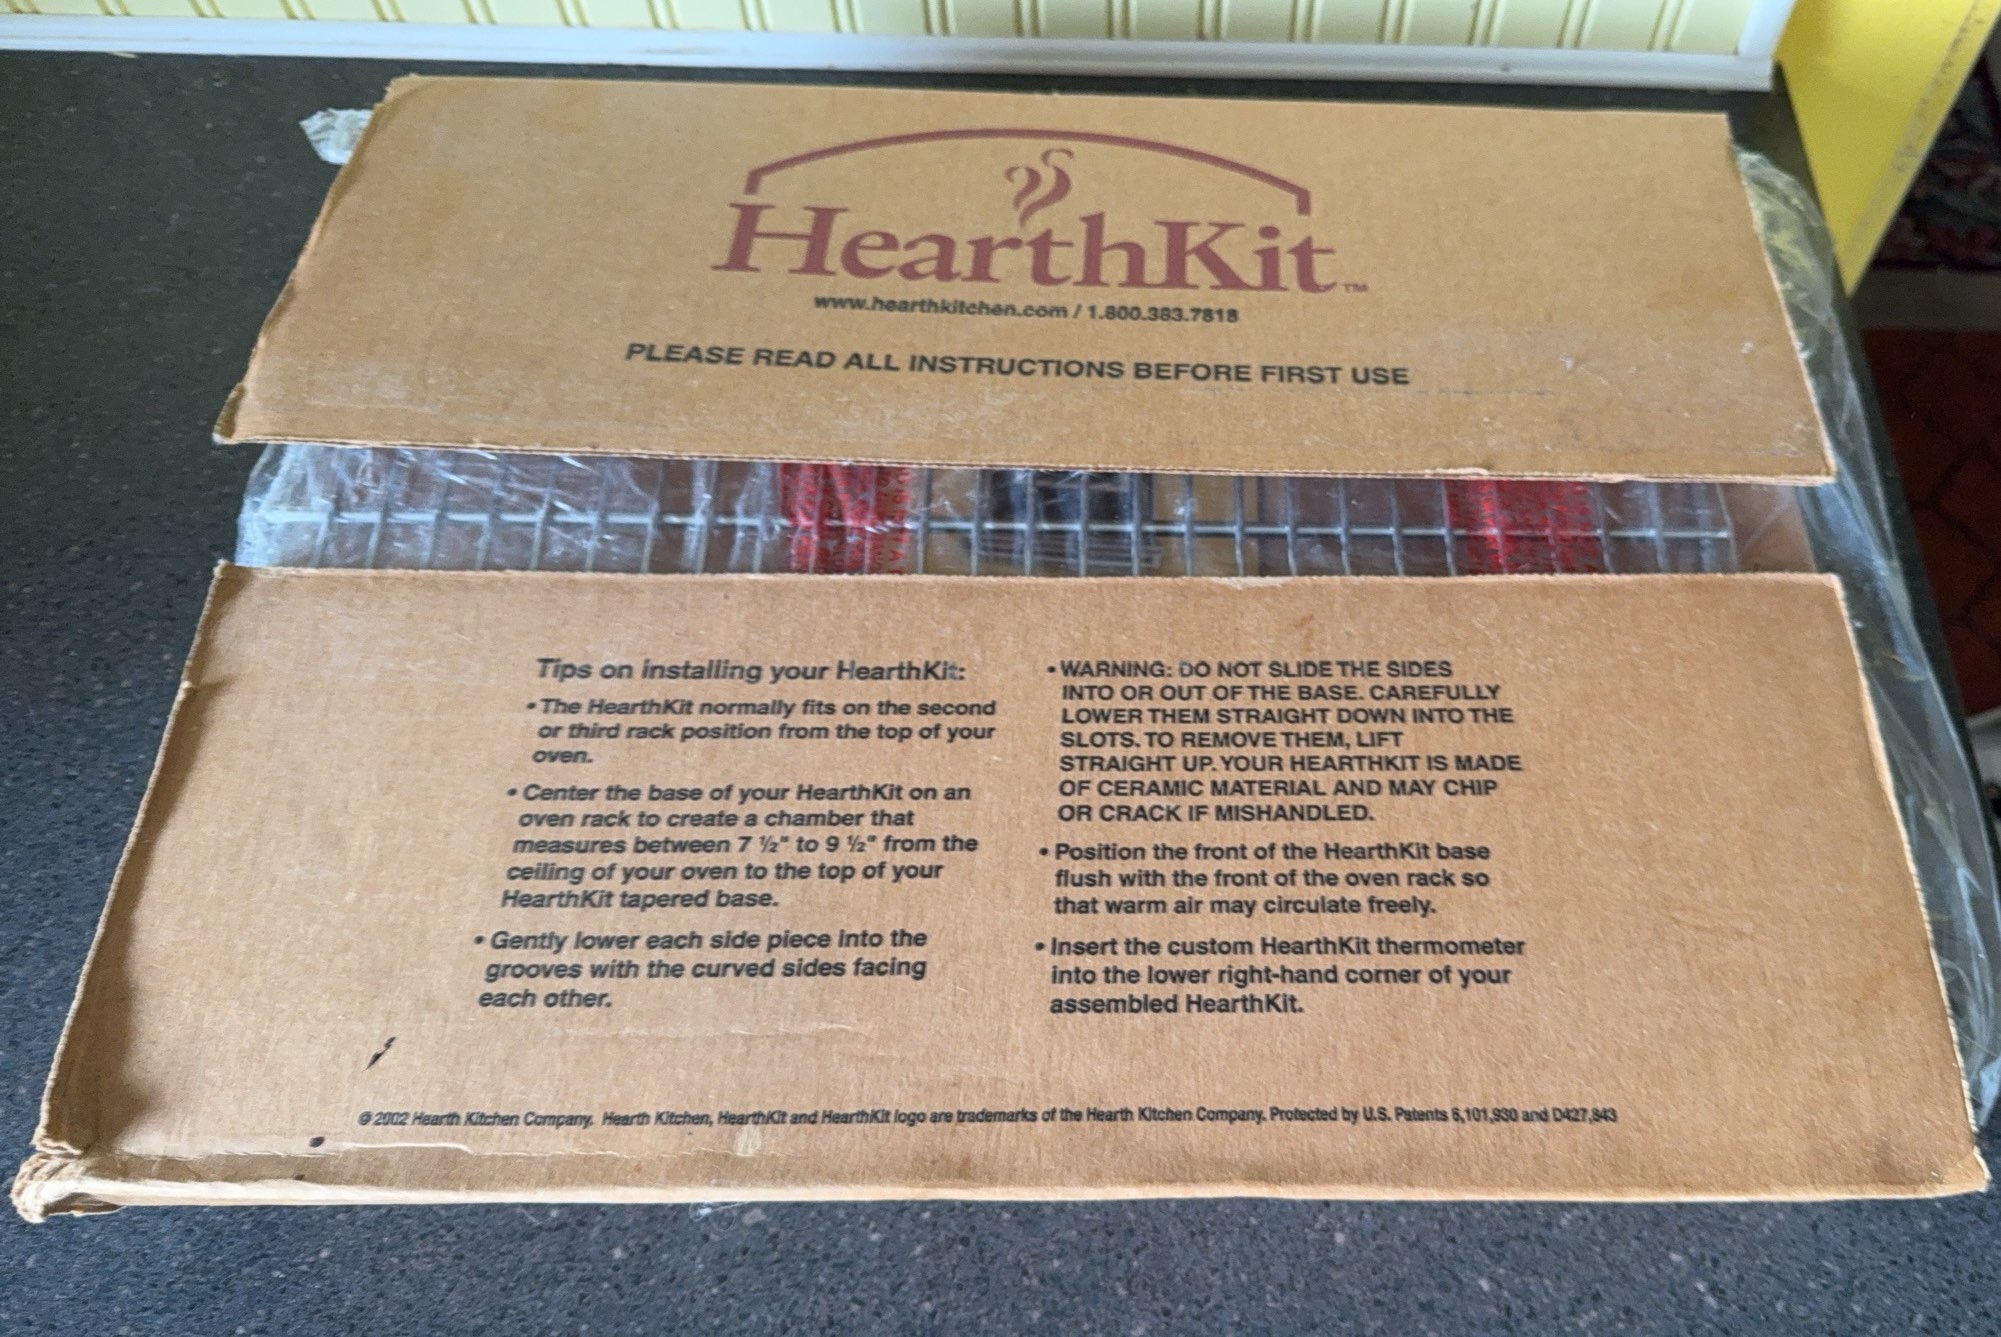 HearthKit™
www.hearthkitchen.com / 1.800.383.7818
PLEASE READ ALL INSTRUCTIONS BEFORE FIRST USE
Tips on installing your HearthKit:
• The HearthKit normally fits on the second
or third rack position from the top of your
oven.
• Center the base of your HearthKit on an
oven rack to create a chamber that
measures between 7 ½" to 9 ½" from the
ceiling of your oven to the top of your
HearthKit tapered base.
• Gently lower each side piece into the
grooves with the curved sides facing
each other.
• WARNING: DO NOT SLIDE THE SIDES
INTO OR OUT OF THE BASE. CAREFULLY
LOWER THEM STRAIGHT DOWN INTO THE
SLOTS. TO REMOVE THEM, LIFT
STRAIGHT UP. YOUR HEARTHKIT IS MADE
OF CERAMIC MATERIAL AND MAY CHIP
OR CRACK IF MISHANDLED.
• Position the front of the HearthKit base
flush with the front of the oven rack so
that warm air may circulate freely.
• Insert the custom HearthKit thermometer
into the lower right-hand corner of your
assembled HearthKit.
© 2002 Hearth Kitchen Company. Hearth Kitchen, HearthKit and HearthKit logo are trademarks of the Hearth Kitchen Company. Protected by U.S. Patents 6,101,930 and D427,843